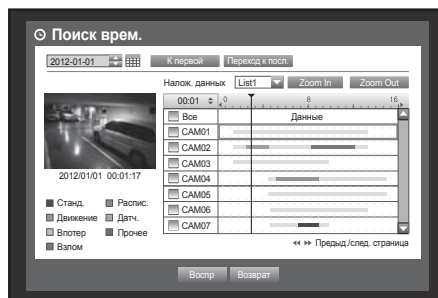 Поиск врем.
2012-01-01 К первой Переход к посл.
Налож. данных List1 Zoom In Zoom Out
00:01 0 8 16
Все Данные
CAM01
CAM02
CAM03
CAM04
CAM05
CAM06
CAM07
2012/01/01 00:01:17
Станд. Распис.
Движение Датч.
Впотер Прочее
Взлом
Предыд./след. страница
Воспр Возврат